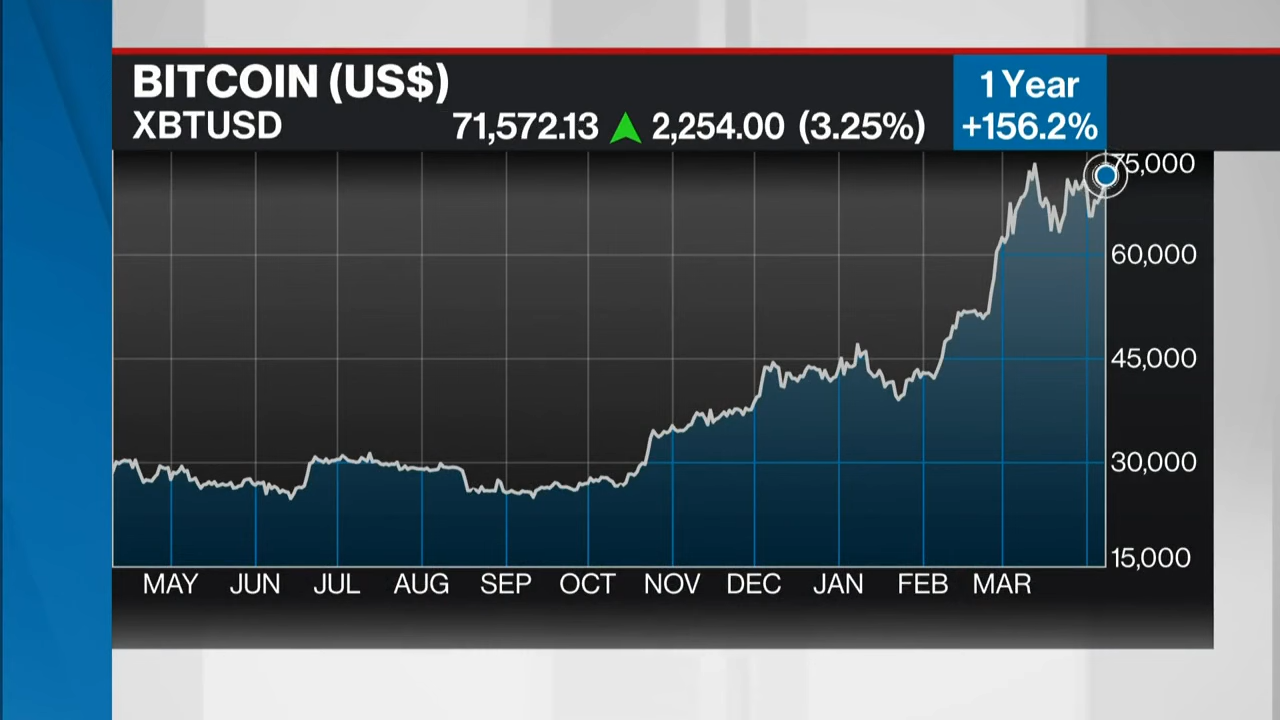 BITCOIN (US$)
XBTUSD 71,572.13 ▲ 2,254.00 (3.25%)
1 Year
+156.2%
75,000
60,000
45,000
30,000
15,000
MAY JUN JUL AUG SEP OCT NOV DEC JAN FEB MAR